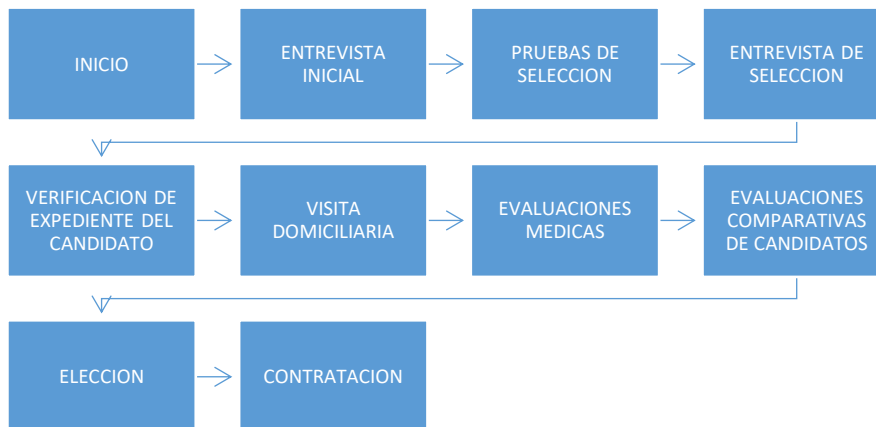 INICIO
ENTREVISTA
INICIAL
PRUEBAS DE
SELECCION
ENTREVISTA DE
SELECCION
VERIFICACION DE
EXPEDIENTE DEL
CANDIDATO
VISITA
DOMICILIARIA
EVALUACIONES
MEDICAS
EVALUACIONES
COMPARATIVAS
DE CANDIDATOS
ELECCION
CONTRATACION